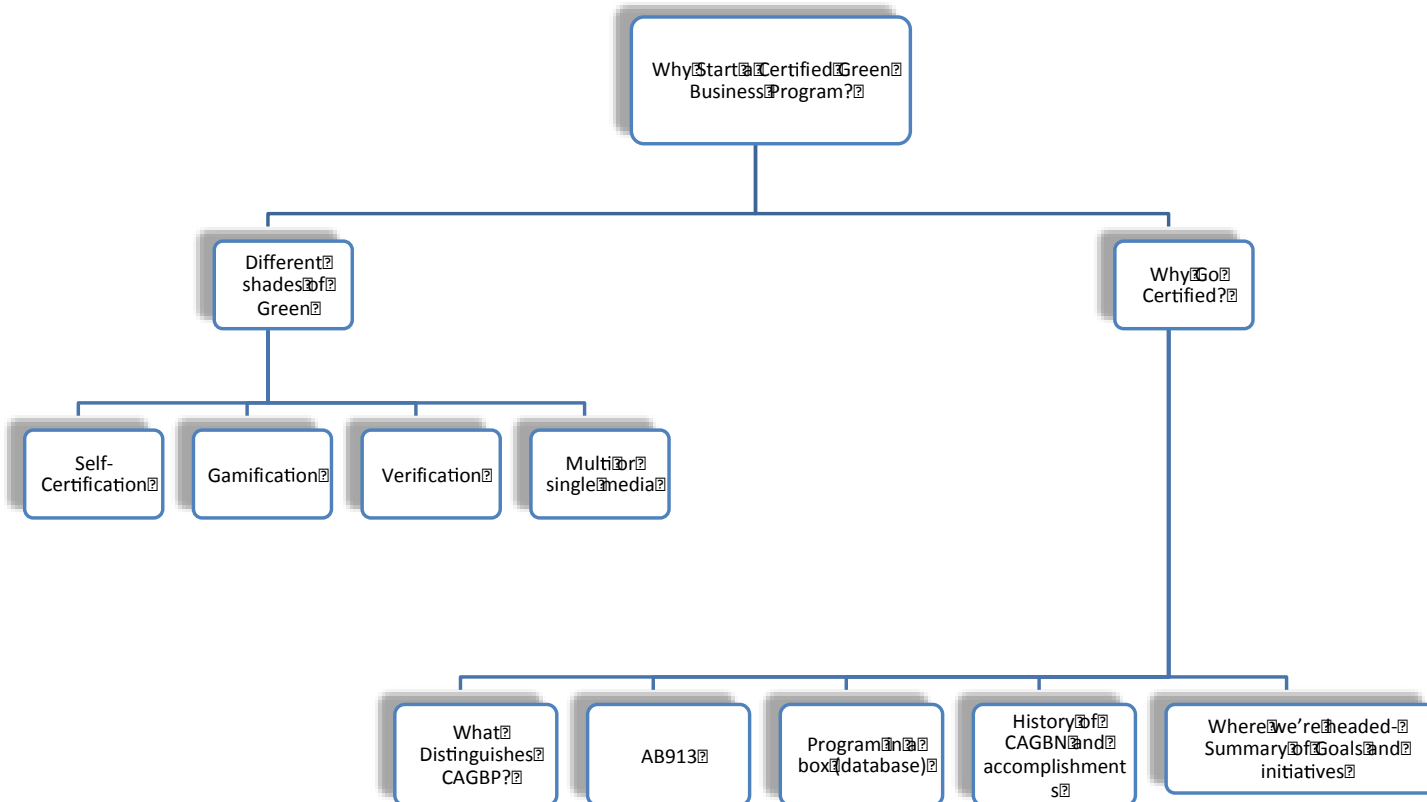 Why Start a Certified Green
Business Program?
Different
shades of
Green
Why Go
Certified?
Self-
Certification
Gamification
Verification
Multi or
single media
What
Distinguishes
CAGBP?
AB913
Program in a
box (database)
History of
CAGBN and
accomplishment
s
Where we’re headed-
Summary of Goals and
initiatives